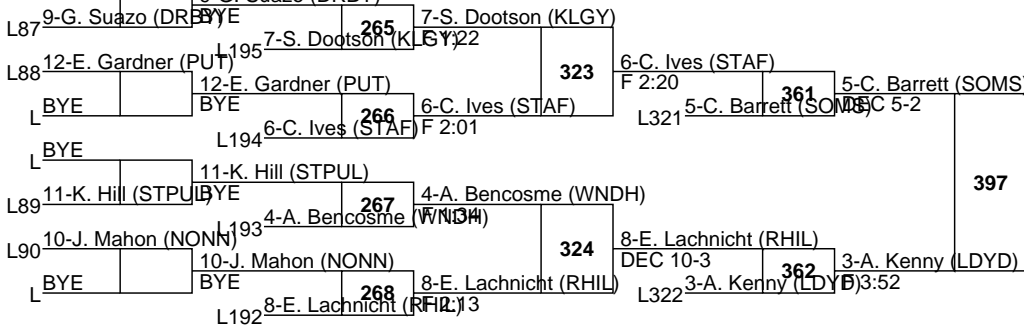 9-G. Suazo (DRBY)
BYE
265
7-S. Dootson (KLGY)
L87
9-G. Suazo (DRBY)
L195
7-S. Dootson (KLGY)
F 1:22
L88
12-E. Gardner (PUT)
323
6-C. Ives (STAF)
F 2:20
12-E. Gardner (PUT)
BYE
361
5-C. Barrett (SOMS)
DEC 5-2
L
BYE
266
6-C. Ives (STAF)
F 2:01
L321
5-C. Barrett (SOMS)
L194
6-C. Ives (STAF)
L
BYE
11-K. Hill (STPUL)
BYE
397
L89
11-K. Hill (STPUL)
267
4-A. Bencosme (WNDH)
F 1:34
L193
4-A. Bencosme (WNDH)
L90
10-J. Mahon (NONN)
324
8-E. Lachnicht (RHIL)
DEC 10-3
10-J. Mahon (NONN)
BYE
362
3-A. Kenny (LDYD)
F 3:52
L
BYE
268
8-E. Lachnicht (RHIL)
F 2:13
L322
3-A. Kenny (LDYD)
L192
8-E. Lachnicht (RHIL)